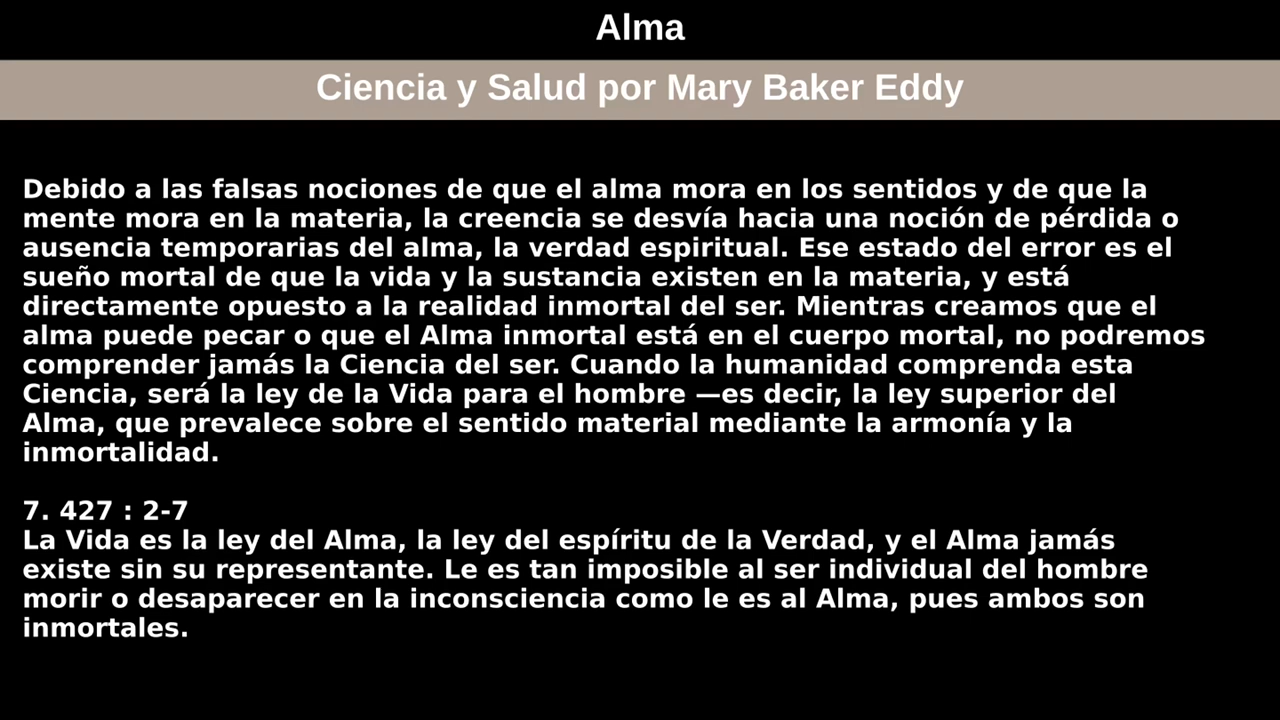 Alma
Ciencia y Salud por Mary Baker Eddy
Debido a las falsas nociones de que el alma mora en los sentidos y de que la
mente mora en la materia, la creencia se desvía hacia una noción de pérdida o
ausencia temporarias del alma, la verdad espiritual. Ese estado del error es el
sueño mortal de que la vida y la sustancia existen en la materia, y está
directamente opuesto a la realidad inmortal del ser. Mientras creamos que el
alma puede pecar o que el Alma inmortal está en el cuerpo mortal, no podremos
comprender jamás la Ciencia del ser. Cuando la humanidad comprenda esta
Ciencia, será la ley de la Vida para el hombre —es decir, la ley superior del
Alma, que prevalece sobre el sentido material mediante la armonía y la
inmortalidad.
7. 427 : 2-7
La Vida es la ley del Alma, la ley del espíritu de la Verdad, y el Alma jamás
existe sin su representante. Le es tan imposible al ser individual del hombre
morir o desaparecer en la inconsciencia como le es al Alma, pues ambos son
inmortales.